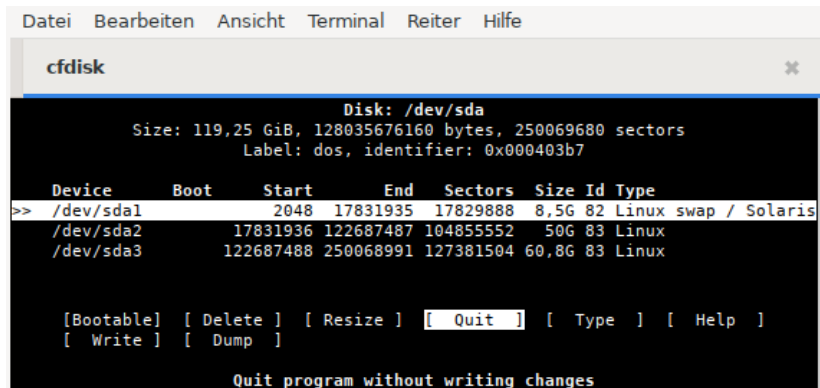 Datei Bearbeiten Ansicht Terminal Reiter Hilfe
cfdisk ×
Disk: /dev/sda
Size: 119,25 GiB, 128035676160 bytes, 250069680 sectors
Label: dos, identifier: 0x000403b7
Device Boot Start End Sectors Size Id Type
>> /dev/sda1 2048 17831935 17829888 8,5G 82 Linux swap / Solaris
/dev/sda2 17831936 122687487 104855552 50G 83 Linux
/dev/sda3 122687488 250068991 127381504 60,8G 83 Linux
[Bootable] [ Delete ] [ Resize ] [ Quit ] [ Type ] [ Help ]
[ Write ] [ Dump ]
Quit program without writing changes